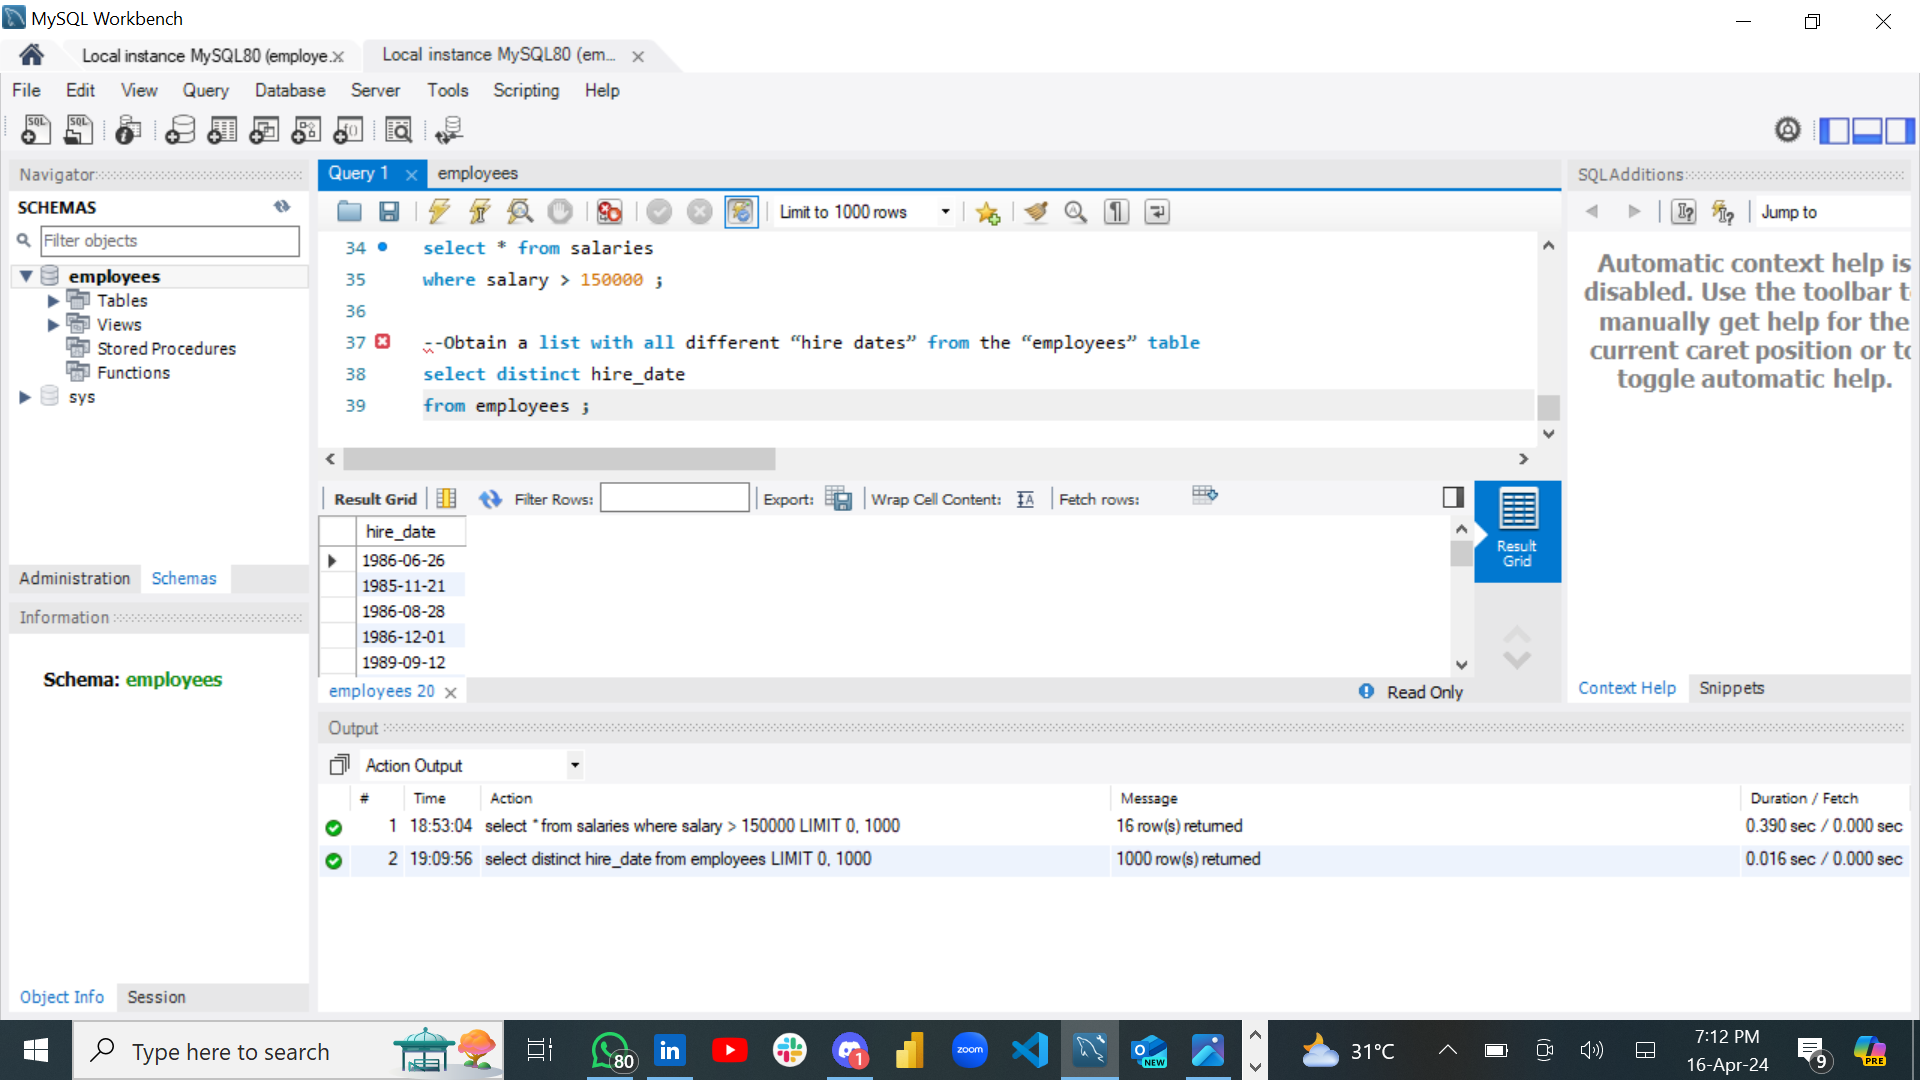 MySQL Workbench
Local instance MySQL80 (employe.
Local instance MySQL80 (em...
File Edit View Query Database Server Tools Scripting Help
Navigator
SCHEMAS
Filter objects
employees
Tables
Views
Stored Procedures
Functions
sys
Administration Schemas
Information
Schema: employees
Object Info Session
Query 1 employees
Limit to 1000 rows
34 select * from salaries
35 where salary > 150000 ;
36
37 --Obtain a list with all different “hire dates” from the “employees” table
38 select distinct hire_date
39 from employees ;
Result Grid Filter Rows: Export: Wrap Cell Content: Fetch rows:
hire_date
1986-06-26
1985-11-21
1986-08-28
1986-12-01
1989-09-12
Result
Grid
employees 20
Read Only
SQLAdditions
Jump to
Automatic context help is
disabled. Use the toolbar t
manually get help for the
current caret position or to
toggle automatic help.
Context Help Snippets
Output
Action Output
# Time Action Message Duration / Fetch
1 18:53:04 select * from salaries where salary > 150000 LIMIT 0, 1000 16 row(s) returned 0.390 sec / 0.000 sec
2 19:09:56 select distinct hire_date from employees LIMIT 0, 1000 1000 row(s) returned 0.016 sec / 0.000 sec
Type here to search
80
in
1
zoom
NEW
31°C
7:12 PM
16-Apr-24
9
PRE